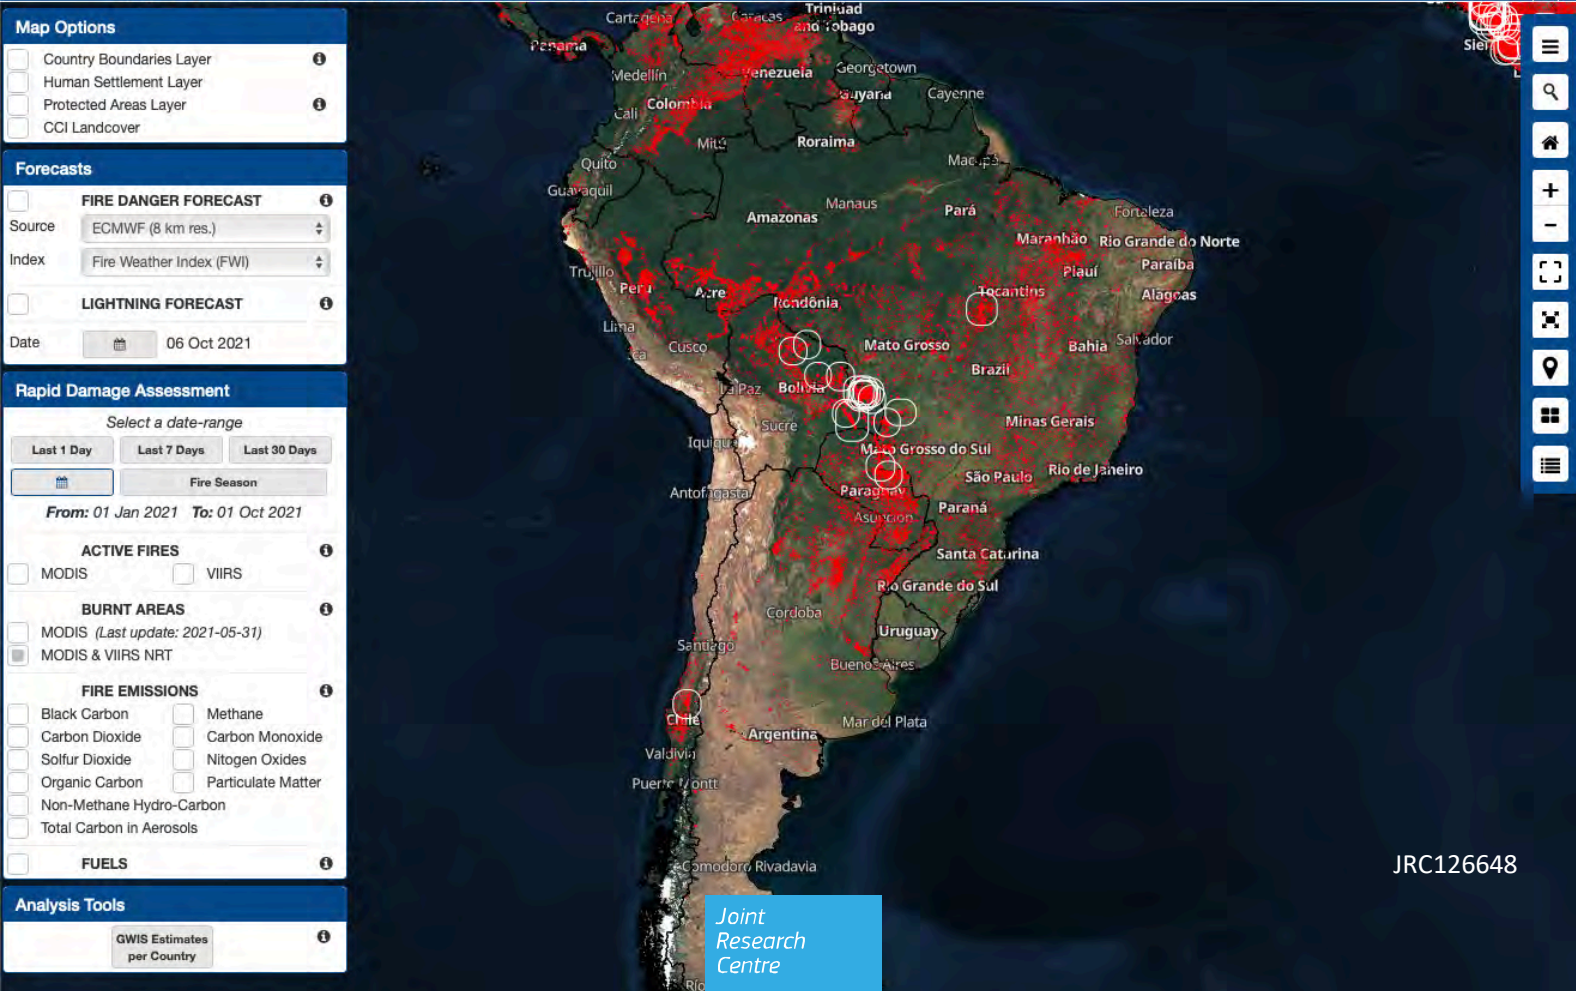 Map Options
Country Boundaries Layer
Human Settlement Layer
Protected Areas Layer
CCI Landcover
Forecasts
FIRE DANGER FORECAST
Source ECMWF (8 km res.)
Index Fire Weather Index (FWI)
LIGHTNING FORECAST
Date 06 Oct 2021
Rapid Damage Assessment
Select a date-range
Last 1 Day Last 7 Days Last 30 Days
Fire Season
From: 01 Jan 2021 To: 01 Oct 2021
ACTIVE FIRES
MODIS VIIRS
BURNT AREAS
MODIS (Last update: 2021-05-31)
MODIS & VIIRS NRT
FIRE EMISSIONS
Black Carbon Methane
Carbon Dioxide Carbon Monoxide
Solfur Dioxide Nitogen Oxides
Organic Carbon Particulate Matter
Non-Methane Hydro-Carbon
Total Carbon in Aerosols
FUELS
Analysis Tools
GWIS Estimates
per Country
Trinidad
and Tobago
Cartagena Caracas
Panama
Medellín Venezuela Georgetown
Colombia Guyana Cayenne
Cali
Mitú Roraima
Quito Macapá
Guayaquil
Amazonas Manaus Pará Fortaleza
Maranhão Rio Grande do Norte
Trujillo Piauí Paraíba
Peru Acre Rondônia Tocantins Alagoas
Lima
Cusco Mato Grosso Bahia Salvador
Brazil
La Paz Bolivia
Sucre Minas Gerais
Iquique Mato Grosso do Sul
São Paulo Rio de Janeiro
Antofagasta Paraguay Paraná
Asuncion
Santa Catarina
Rio Grande do Sul
Cordoba
Uruguay
Santiago
Buenos Aires
Chile Mar del Plata
Argentina
Valdivia
Puerto Montt
Comodoro Rivadavia
JRC126648
Joint
Research
Centre